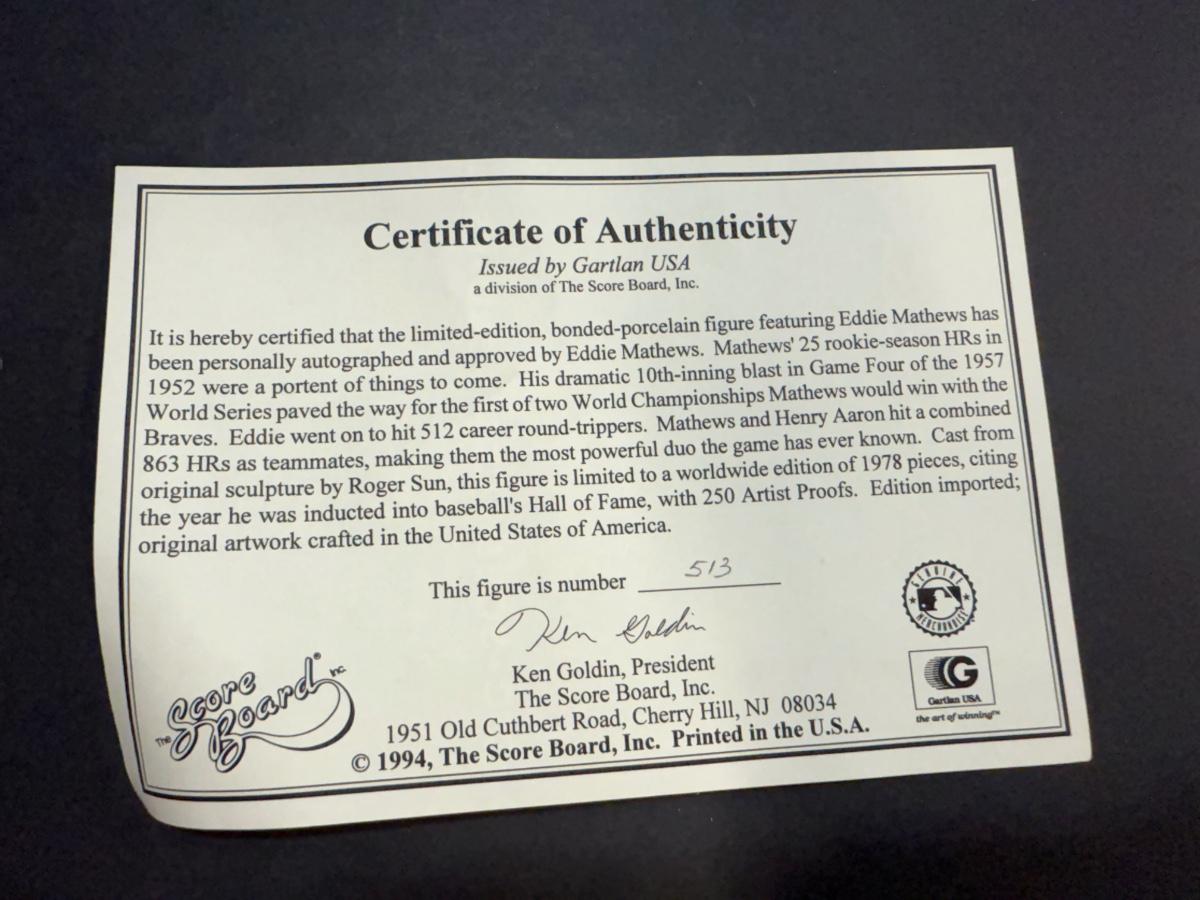 Certificate of Authenticity
Issued by Gartlan USA
a division of The Score Board, Inc.
It is hereby certified that the limited-edition, bonded-porcelain figure featuring Eddie Mathews has
been personally autographed and approved by Eddie Mathews. Mathews' 25 rookie-season HRs in
1952 were a portent of things to come. His dramatic 10th-inning blast in Game Four of the 1957
World Series paved the way for the first of two World Championships Mathews would win with the
Braves. Eddie went on to hit 512 career round-trippers. Mathews and Henry Aaron hit a combined
863 HRs as teammates, making them the most powerful duo the game has ever known. Cast from
original sculpture by Roger Sun, this figure is limited to a worldwide edition of 1978 pieces, citing
the year he was inducted into baseball's Hall of Fame, with 250 Artist Proofs. Edition imported;
original artwork crafted in the United States of America.
This figure is number 513
Ken Goldin
Ken Goldin, President
The Score Board, Inc.
1951 Old Cuthbert Road, Cherry Hill, NJ 08034
© 1994, The Score Board, Inc. Printed in the U.S.A.
The Score Board® Inc.
GENUINE MERCHANDISE
G
Gartlan USA
the art of winning™